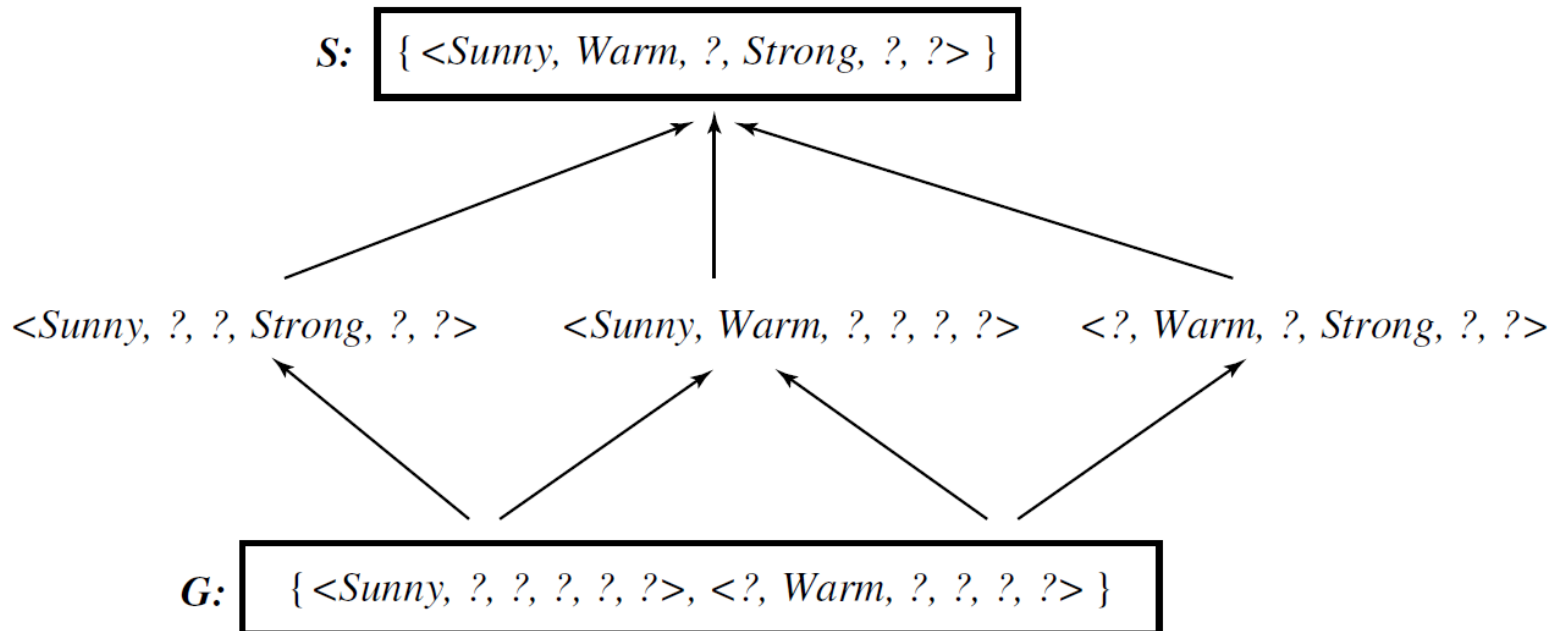 S: { <Sunny, Warm, ?, Strong, ?, ?> }
<Sunny, ?, ?, Strong, ?, ?> <Sunny, Warm, ?, ?, ?, ?> <?, Warm, ?, Strong, ?, ?>
G: { <Sunny, ?, ?, ?, ?, ?>, <?, Warm, ?, ?, ?, ?> }